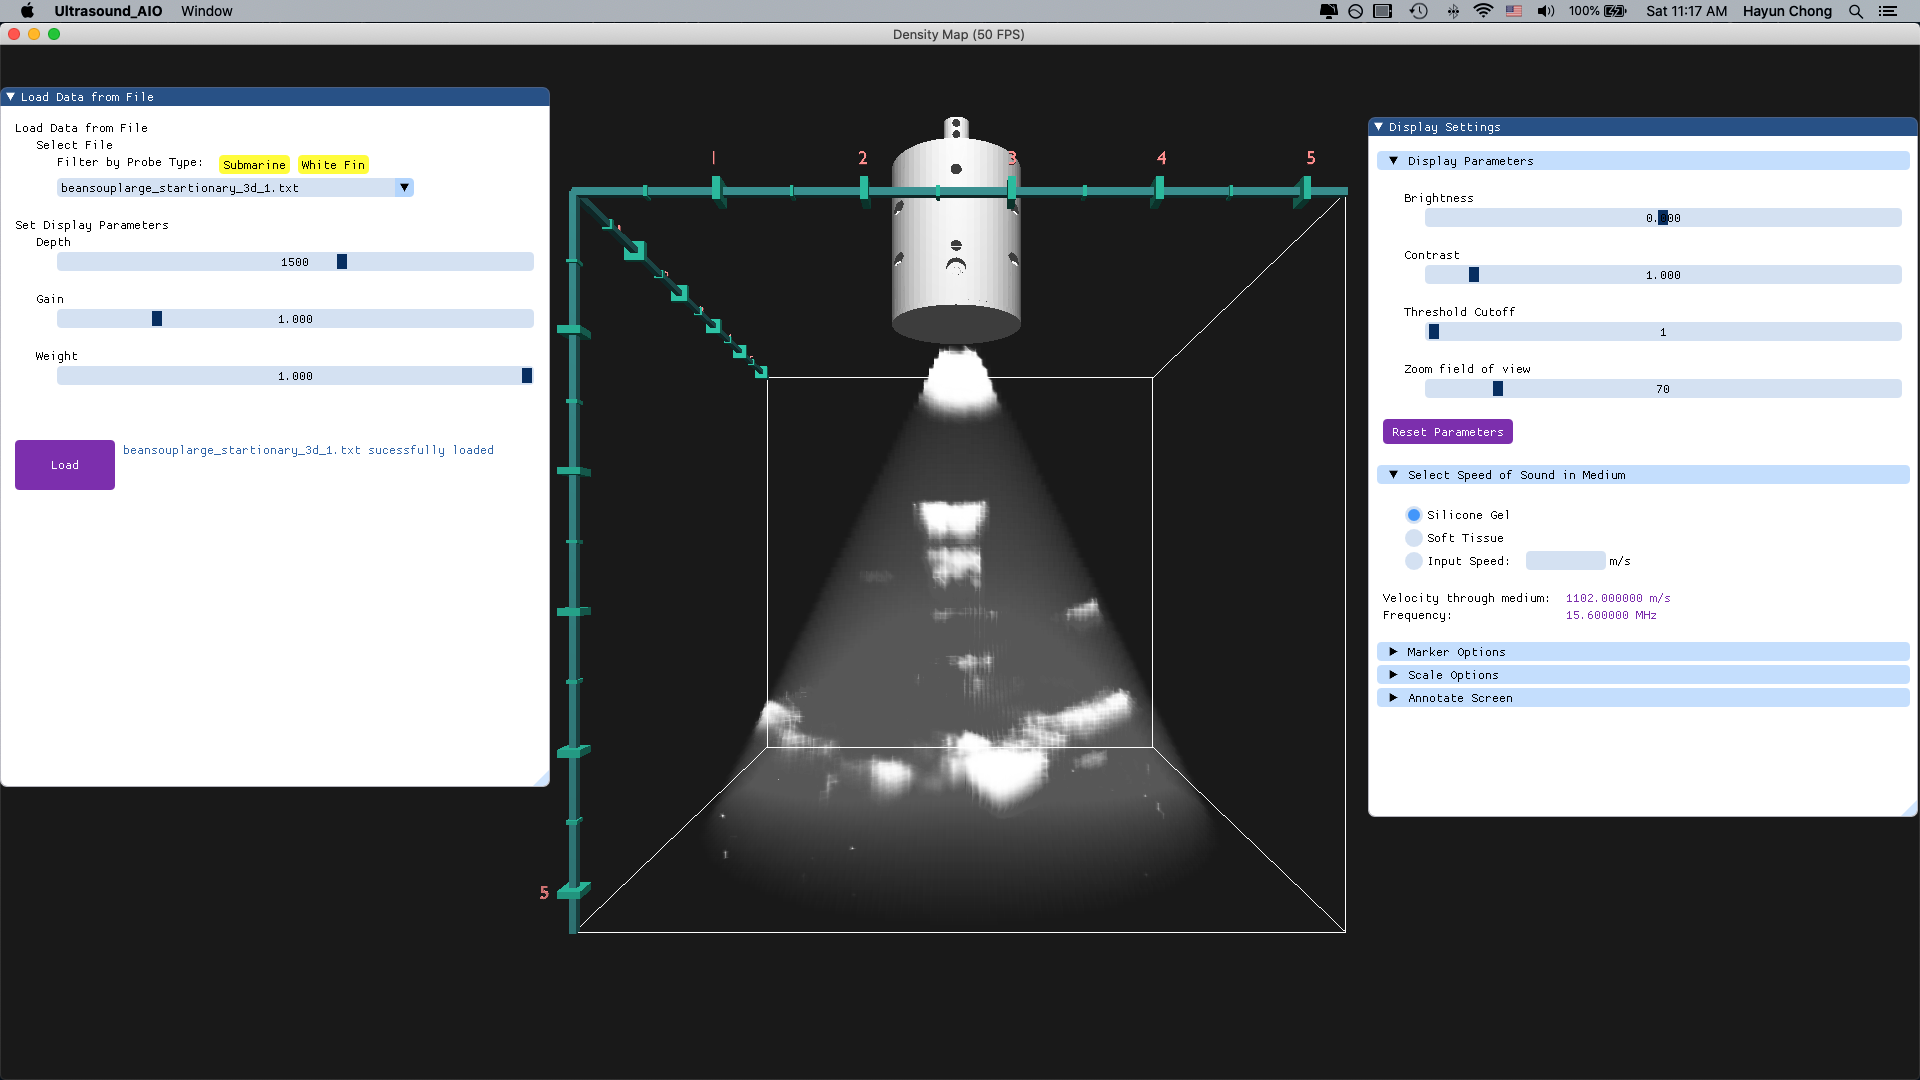 Ultrasound_AIO Window 100% Sat 11:17 AM Hayun Chong
Density Map (50 FPS)
Load Data from File
Load Data from File
Select File
Filter by Probe Type: Submarine White Fin
beansouplarge_startionary_3d_1.txt
Set Display Parameters
Depth
1500
Gain
1.000
Weight
1.000
Load
beansouplarge_startionary_3d_1.txt sucessfully loaded
1 2 3 4 5
5
Display Settings
Display Parameters
Brightness
0.000
Contrast
1.000
Threshold Cutoff
1
Zoom field of view
70
Reset Parameters
Select Speed of Sound in Medium
Silicone Gel
Soft Tissue
Input Speed: m/s
Velocity through medium: 1102.000000 m/s
Frequency: 15.600000 MHz
Marker Options
Scale Options
Annotate Screen